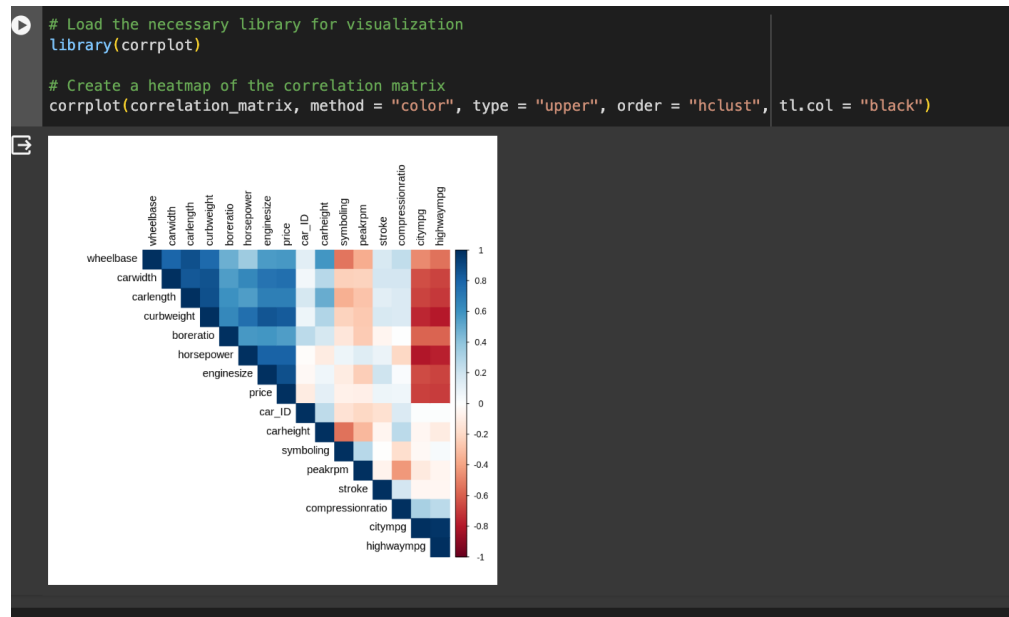 # Load the necessary library for visualization
library(corrplot)
# Create a heatmap of the correlation matrix
corrplot(correlation_matrix, method = "color", type = "upper", order = "hclust", tl.col = "black")
wheelbase
carwidth
carlength
curbweight
boreratio
horsepower
enginesize
price
car_ID
carheight
symboling
peakrpm
stroke
compressionratio
citympg
highwaympg
wheelbase
carwidth
carlength
curbweight
boreratio
horsepower
enginesize
price
car_ID
carheight
symboling
peakrpm
stroke
compressionratio
citympg
highwaympg
1
0.8
0.6
0.4
0.2
0
-0.2
-0.4
-0.6
-0.8
-1